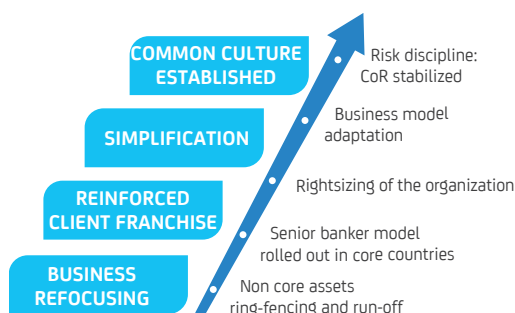 COMMON CULTURE
ESTABLISHED
Risk discipline:
CoR stabilized
SIMPLIFICATION
Business model
adaptation
Rightsizing of the organization
REINFORCED
CLIENT FRANCHISE
Senior banker model
rolled out in core countries
BUSINESS
REFOCUSING
Non core assets
ring-fencing and run-off